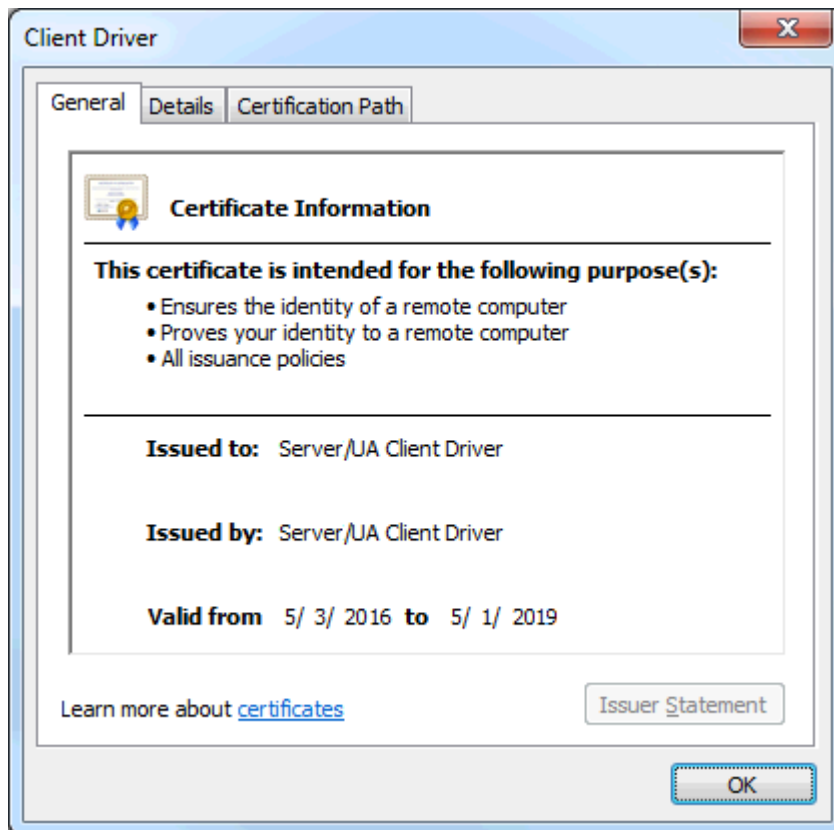 Client Driver
General Details Certification Path
Certificate Information
This certificate is intended for the following purpose(s):
• Ensures the identity of a remote computer
• Proves your identity to a remote computer
• All issuance policies
Issued to: Server/UA Client Driver
Issued by: Server/UA Client Driver
Valid from 5/ 3/ 2016 to 5/ 1/ 2019
Learn more about certificates
Issuer Statement
OK